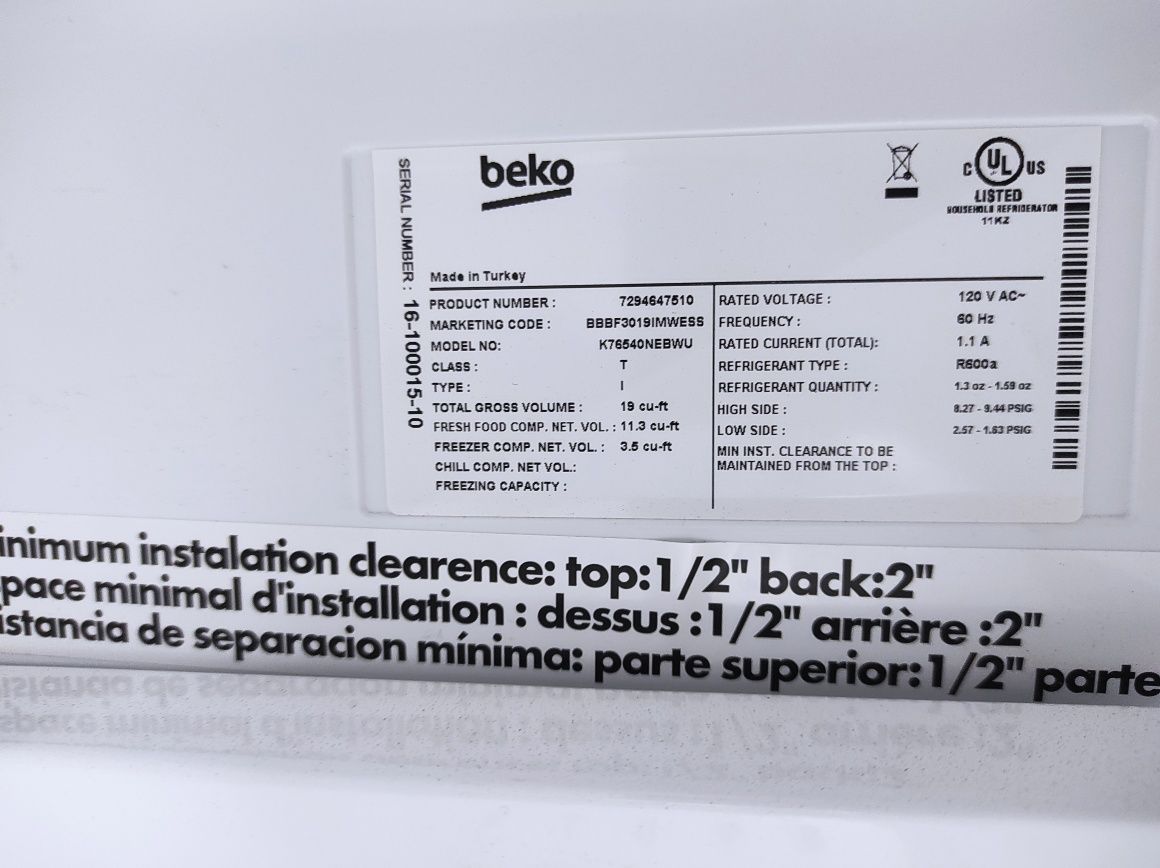 beko
C UL US
LISTED
HOUSEHOLD REFRIGERATOR
11KZ
SERIAL NUMBER : 16-100015-10
Made in Turkey
PRODUCT NUMBER : 7294647510
MARKETING CODE : BBBF3019IMWESS
MODEL NO: K76540NEBWU
CLASS : T
TYPE : I
TOTAL GROSS VOLUME : 19 cu-ft
FRESH FOOD COMP. NET. VOL. : 11.3 cu-ft
FREEZER COMP. NET. VOL. : 3.5 cu-ft
CHILL COMP. NET VOL.:
FREEZING CAPACITY :
RATED VOLTAGE : 120 V AC~
FREQUENCY : 60 Hz
RATED CURRENT (TOTAL): 1.1 A
REFRIGERANT TYPE : R600a
REFRIGERANT QUANTITY : 1.3 oz - 1.59 oz
HIGH SIDE : 8.27 - 9.44 PSIG
LOW SIDE : 2.57 - 1.63 PSIG
MIN INST. CLEARANCE TO BE
MAINTAINED FROM THE TOP :
inimum instalation clearence: top:1/2" back:2"
pace minimal d'installation : dessus :1/2" arrière :2"
istancia de separacion mínima: parte superior:1/2" parte